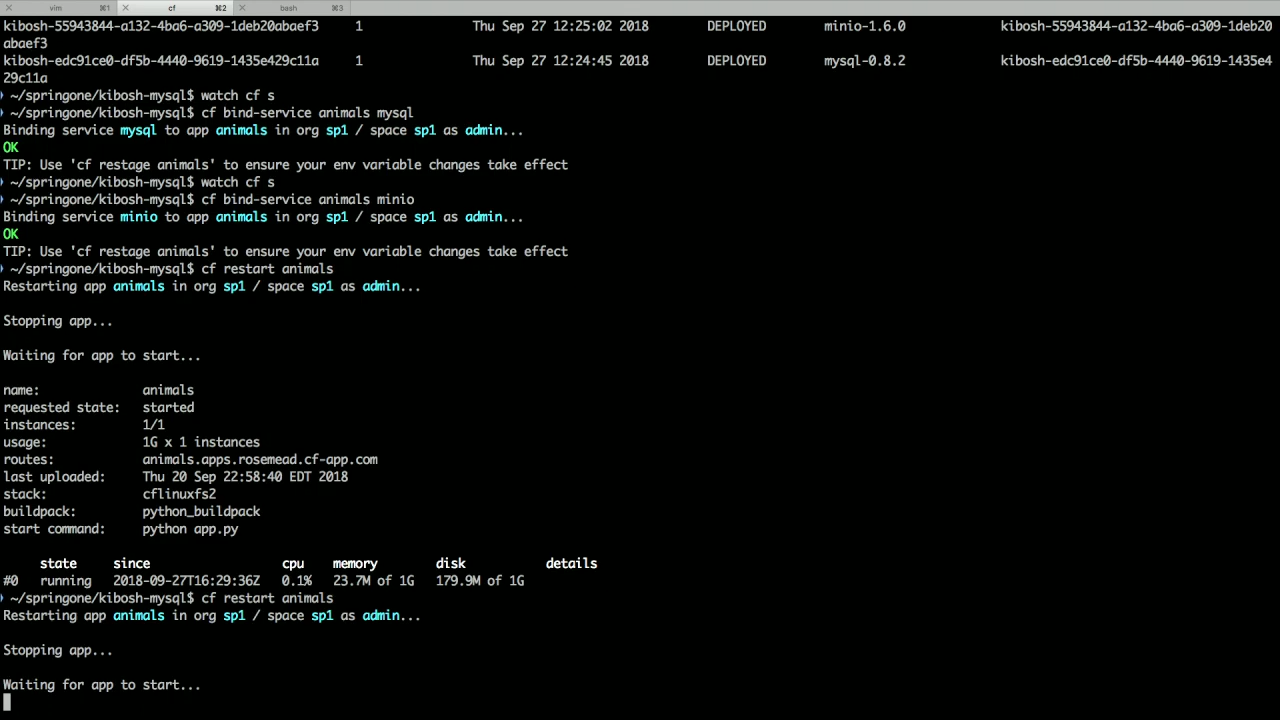 vim ⌘1 cf ⌘2 bash ⌘3
kibosh-55943844-a132-4ba6-a369-1deb20abaef3 1 Thu Sep 27 12:25:02 2018 DEPLOYED minio-1.6.0 kibosh-55943844-a132-4ba6-a369-1deb20
abaef3
kibosh-edc91ce0-df5b-4440-9619-1435e429c11a 1 Thu Sep 27 12:24:45 2018 DEPLOYED mysql-0.8.2 kibosh-edc91ce0-df5b-4440-9619-1435e4
29c11a
~/springone/kibosh-mysql$ watch cf s
~/springone/kibosh-mysql$ cf bind-service animals mysql
Binding service mysql to app animals in org sp1 / space sp1 as admin...
OK
TIP: Use 'cf restage animals' to ensure your env variable changes take effect
~/springone/kibosh-mysql$ watch cf s
~/springone/kibosh-mysql$ cf bind-service animals minio
Binding service minio to app animals in org sp1 / space sp1 as admin...
OK
TIP: Use 'cf restage animals' to ensure your env variable changes take effect
~/springone/kibosh-mysql$ cf restart animals
Restarting app animals in org sp1 / space sp1 as admin...
Stopping app...
Waiting for app to start...
name: animals
requested state: started
instances: 1/1
usage: 1G x 1 instances
routes: animals.apps.rosemead.cf-app.com
last uploaded: Thu 20 Sep 22:58:40 EDT 2018
stack: cflinuxfs2
buildpack: python_buildpack
start command: python app.py
state since cpu memory disk details
#0 running 2018-09-27T16:29:36Z 0.1% 23.7M of 1G 179.9M of 1G
~/springone/kibosh-mysql$ cf restart animals
Restarting app animals in org sp1 / space sp1 as admin...
Stopping app...
Waiting for app to start...